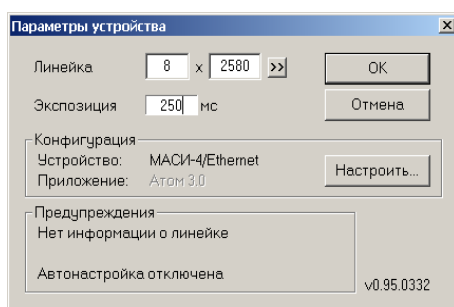 Параметры устройства
Линейка 8 x 2580 >>
OK
Экспозиция 250 мс
Отмена
Конфигурация
Устройство: МАСИ-4/Ethernet
Приложение: Атом 3.0
Настроить...
Предупреждения
Нет информации о линейке
Автонастройка отключена
v0.95.0332